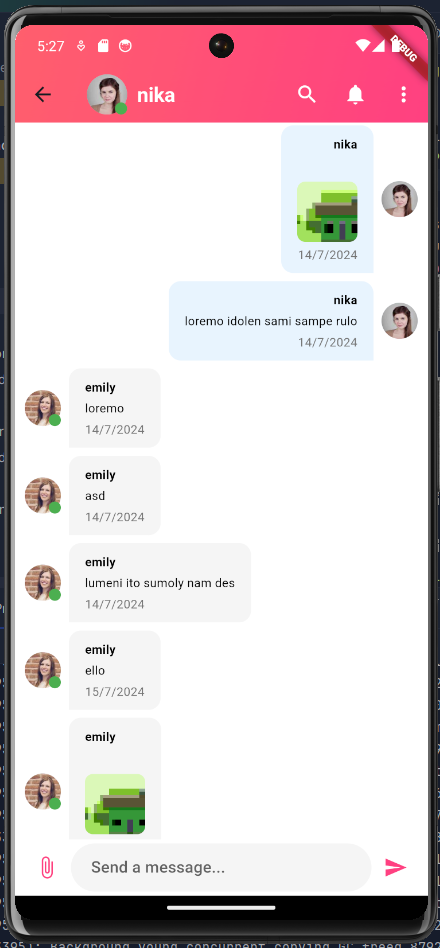 5:27
DEBUG
nika
nika
14/7/2024
nika
loremo idolen sami sampe rulo
14/7/2024
emily
loremo
14/7/2024
emily
asd
14/7/2024
emily
lumeni ito sumoly nam des
14/7/2024
emily
ello
15/7/2024
emily
Send a message...